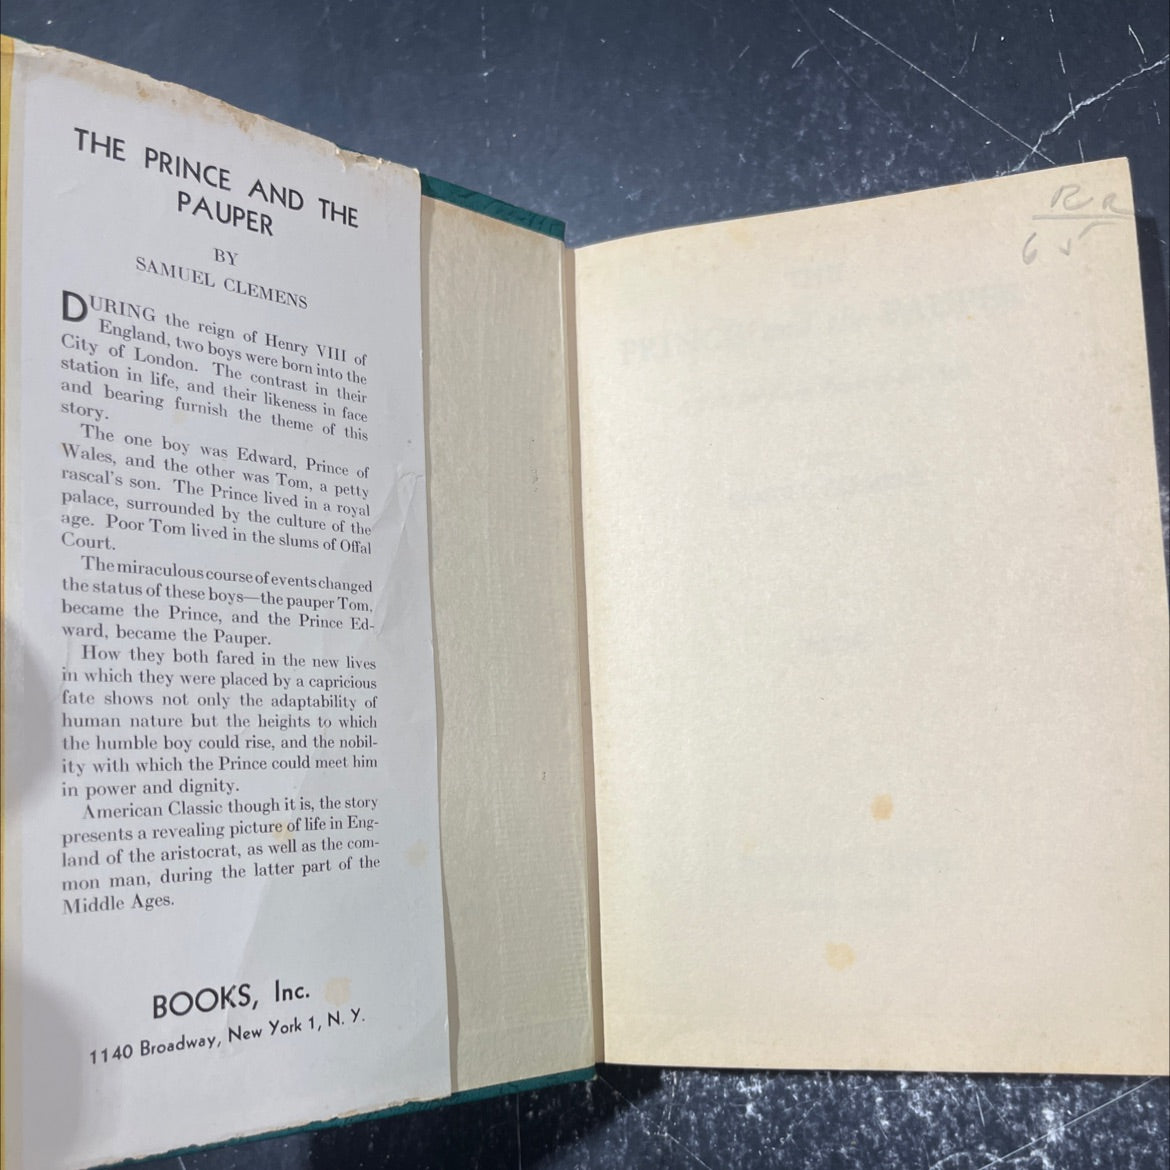 THE PRINCE AND THE
PAUPER
BY
SAMUEL CLEMENS
DURING the reign of Henry VIII of
England, two boys were born into the
City of London. The contrast in their
station in life, and their likeness in face
and bearing furnish the theme of this
story.
The one boy was Edward, Prince of
Wales, and the other was Tom, a petty
rascal's son. The Prince lived in a royal
palace, surrounded by the culture of the
age. Poor Tom lived in the slums of Offal
Court.
The miraculous course of events changed
the status of these boys—the pauper Tom,
became the Prince, and the Prince Ed-
ward, became the Pauper.
How they both fared in the new lives
in which they were placed by a capricious
fate shows not only the adaptability of
human nature but the heights to which
the humble boy could rise, and the nobil-
ity with which the Prince could meet him
in power and dignity.
American Classic though it is, the story
presents a revealing picture of life in Eng-
land of the aristocrat, as well as the com-
mon man, during the latter part of the
Middle Ages.
BOOKS, Inc.
1140 Broadway, New York 1, N. Y.